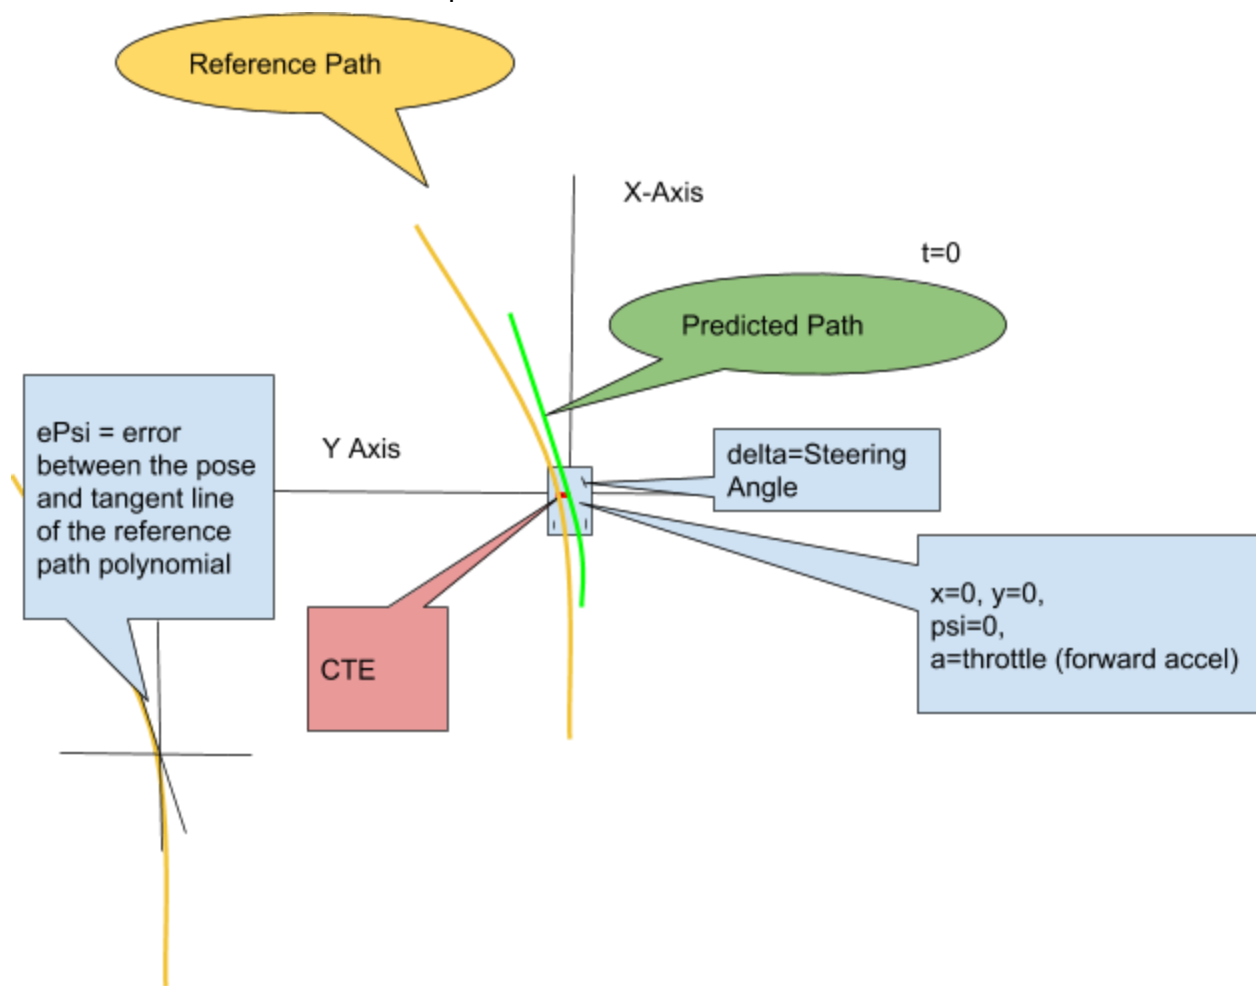 Reference Path
X-Axis
t=0
Predicted Path
ePsi = error
between the pose
and tangent line
of the reference
path polynomial
Y Axis
delta=Steering
Angle
x=0, y=0,
psi=0,
a=throttle (forward accel)
CTE